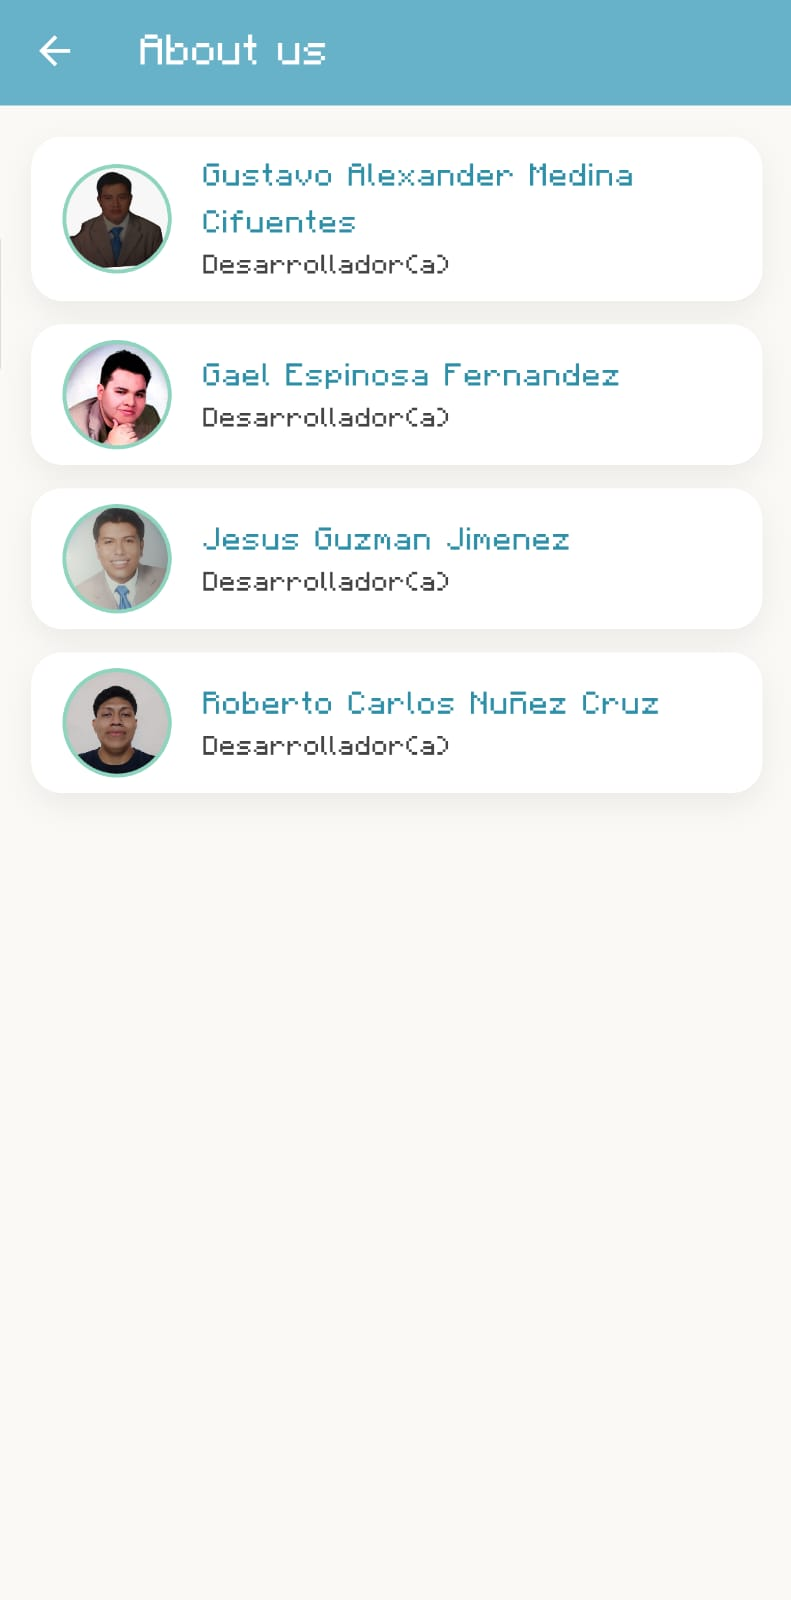 About us
Gustavo Alexander Medina
Cifuentes
Desarrollador(a)
Gael Espinosa Fernandez
Desarrollador(a)
Jesus Guzman Jimenez
Desarrollador(a)
Roberto Carlos Nuñez Cruz
Desarrollador(a)